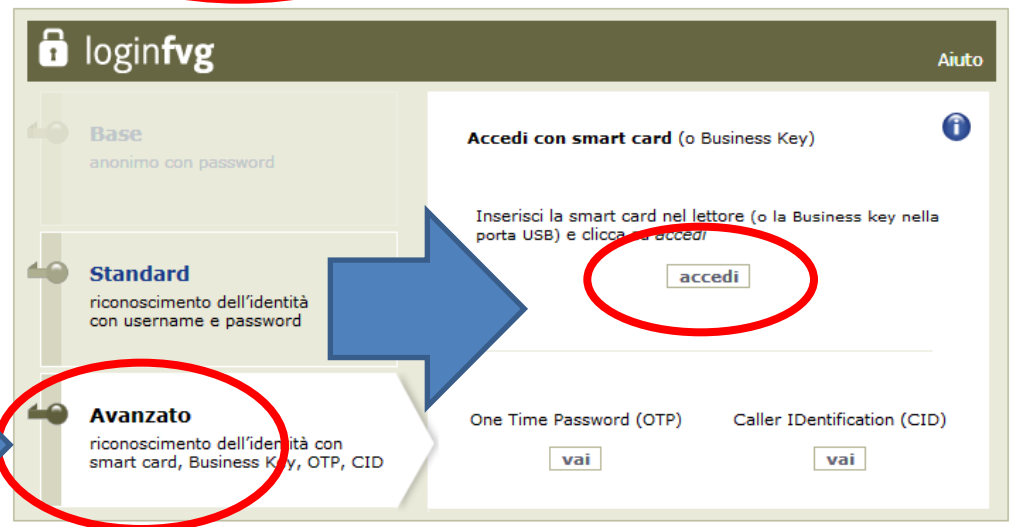 loginfvg
Aiuto
Base
anonimo con password
Standard
riconoscimento dell'identità
con username e password
Avanzato
riconoscimento dell'identità con
smart card, Business Key, OTP, CID
Accedi con smart card (o Business Key)
Inserisci la smart card nel lettore (o la Business key nella
porta USB) e clicca su accedi
accedi
One Time Password (OTP)
vai
Caller IDentification (CID)
vai